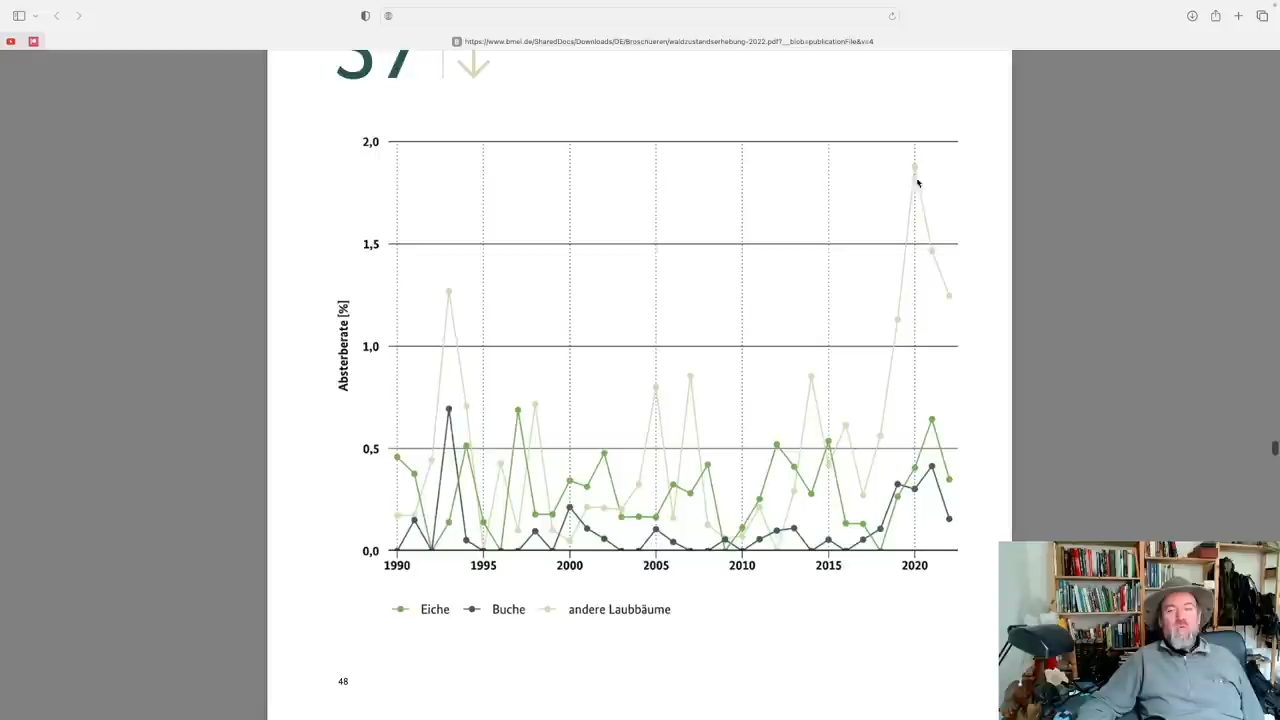 https://www.bmel.de/SharedDocs/Downloads/DE/Broschueren/waldzustandserhebung-2022.pdf?__blob=publicationFile&v=4
37
2,0
1,5
1,0
0,5
0,0
Absterberate [%]
1990 1995 2000 2005 2010 2015 2020
Eiche Buche andere Laubbäume
48